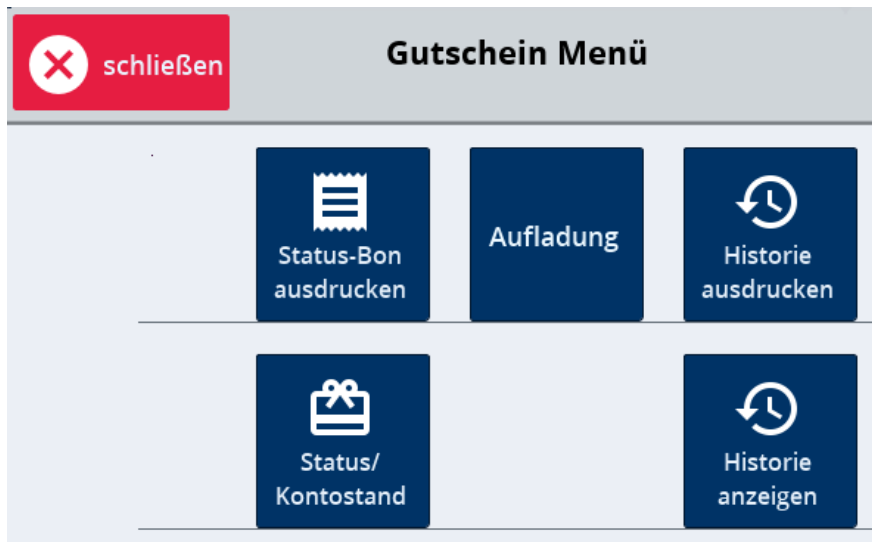 schließen
Gutschein Menü
Status-Bon
ausdrucken
Aufladung
Historie
ausdrucken
Status/
Kontostand
Historie
anzeigen